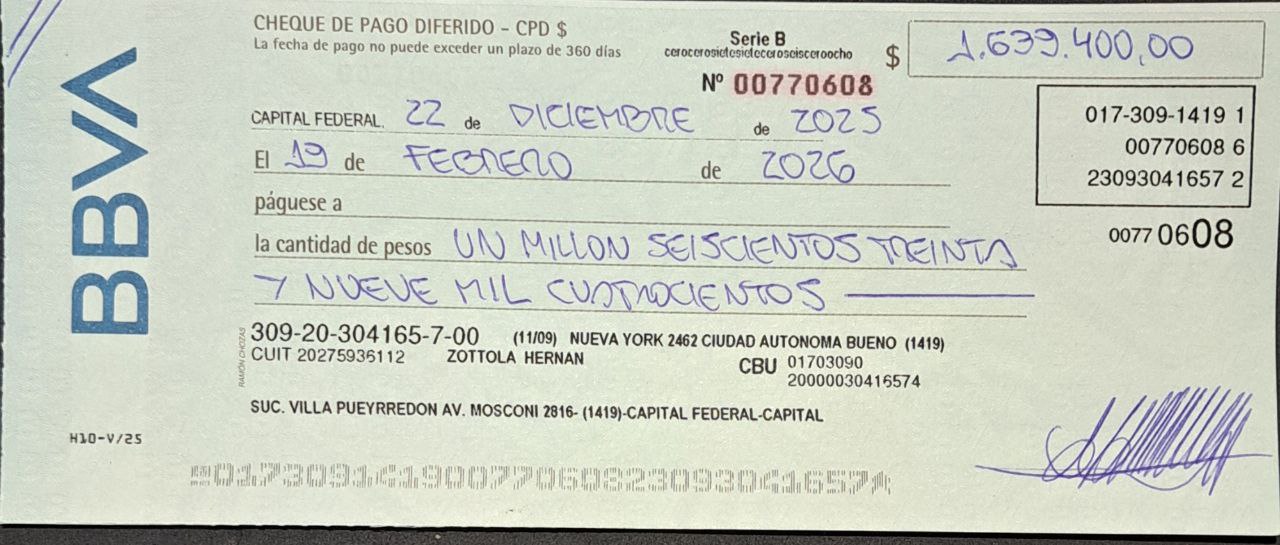 BBVA
CHEQUE DE PAGO DIFERIDO - CPD $
La fecha de pago no puede exceder un plazo de 360 días
Serie B
cerocerosietesieteceroseisceroocho
Nº 00770608
$ 1.639.400,00
017-309-1419 1
00770608 6
23093041657 2
0077 0608
CAPITAL FEDERAL, 22 de DICIEMBRE de 2025
El 19 de FEBRERO de 2026
páguese a
la cantidad de pesos UN MILLON SEISCIENTOS TREINTA
Y NUEVE MIL CUATROCIENTOS
309-20-304165-7-00 (11/09) NUEVA YORK 2462 CIUDAD AUTONOMA BUENO (1419)
CUIT 20275936112 ZOTTOLA HERNAN
CBU 01703090
20000030416574
RAMÓN CHOZAS
SUC. VILLA PUEYRREDON AV. MOSCONI 2816- (1419)-CAPITAL FEDERAL-CAPITAL
H10-V/25
01730914190077060823093041657